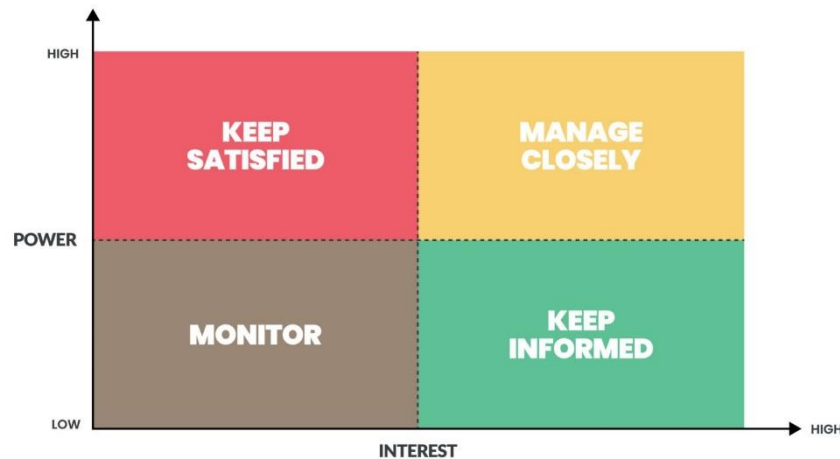 HIGH
KEEP
SATISFIED
MANAGE
CLOSELY
POWER
MONITOR
KEEP
INFORMED
LOW
HIGH
INTEREST